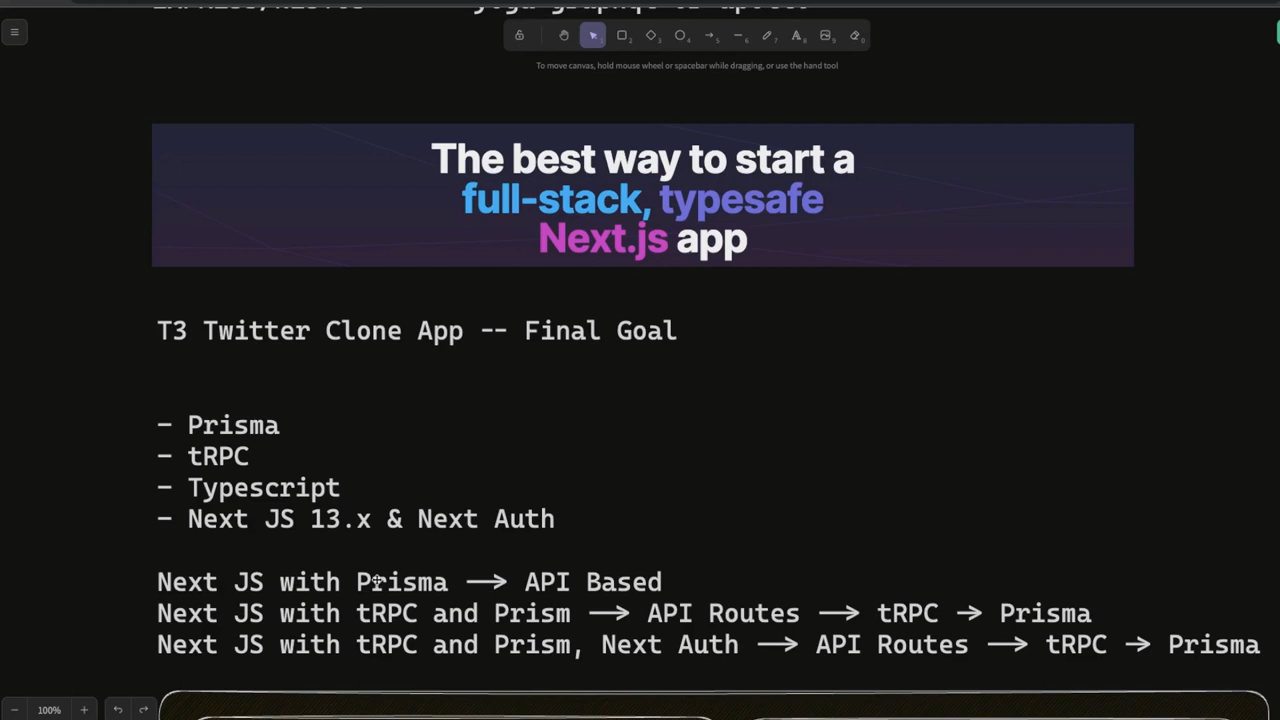 To move canvas, hold mouse wheel or spacebar while dragging, or use the hand tool
The best way to start a
full-stack, typesafe
Next.js app
T3 Twitter Clone App -- Final Goal
- Prisma
- tRPC
- Typescript
- Next JS 13.x & Next Auth
Next JS with Prisma → API Based
Next JS with tRPC and Prism → API Routes → tRPC → Prisma
Next JS with tRPC and Prism, Next Auth → API Routes → tRPC → Prisma
100%